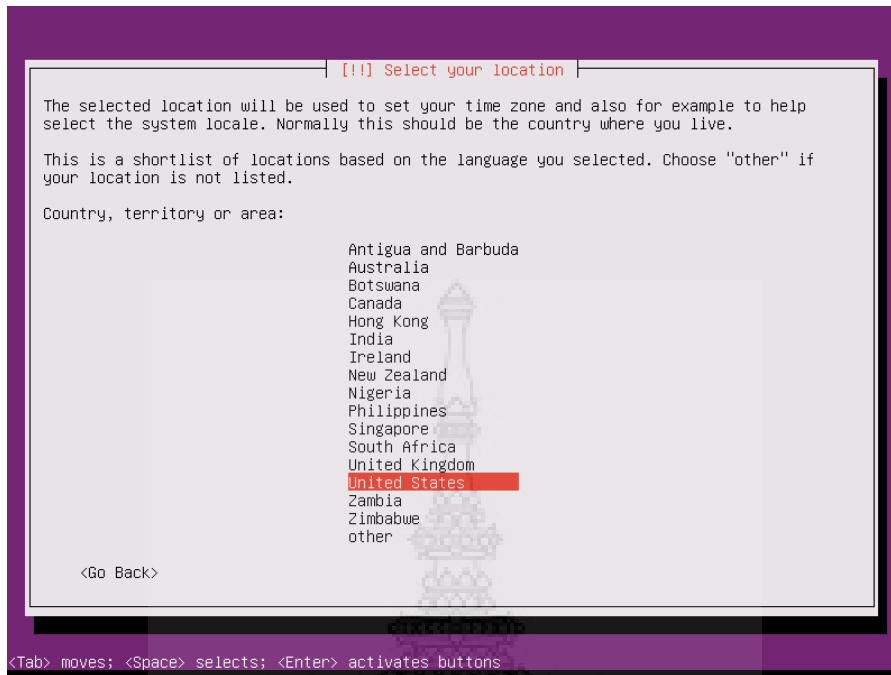 [!!] Select your location
The selected location will be used to set your time zone and also for example to help
select the system locale. Normally this should be the country where you live.
This is a shortlist of locations based on the language you selected. Choose "other" if
your location is not listed.
Country, territory or area:
Antigua and Barbuda
Australia
Botswana
Canada
Hong Kong
India
Ireland
New Zealand
Nigeria
Philippines
Singapore
South Africa
United Kingdom
United States
Zambia
Zimbabwe
other
<Go Back>
<Tab> moves; <Space> selects; <Enter> activates buttons